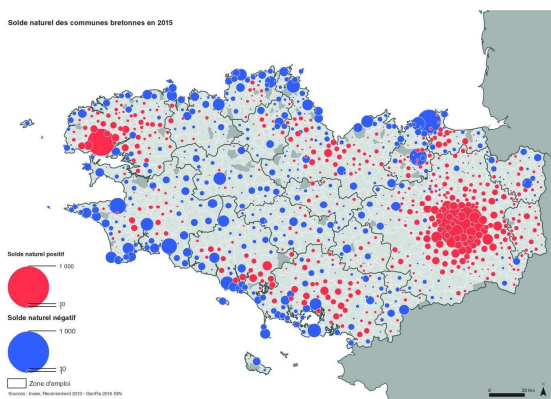 Solde naturel des communes bretonnes en 2015
Solde naturel positif
1 000
10
Solde naturel négatif
1 000
10
1
Zone d'emploi
Sources : Insee, Recensement 2013 - GeoFla 2016 IGN
0
20 Km